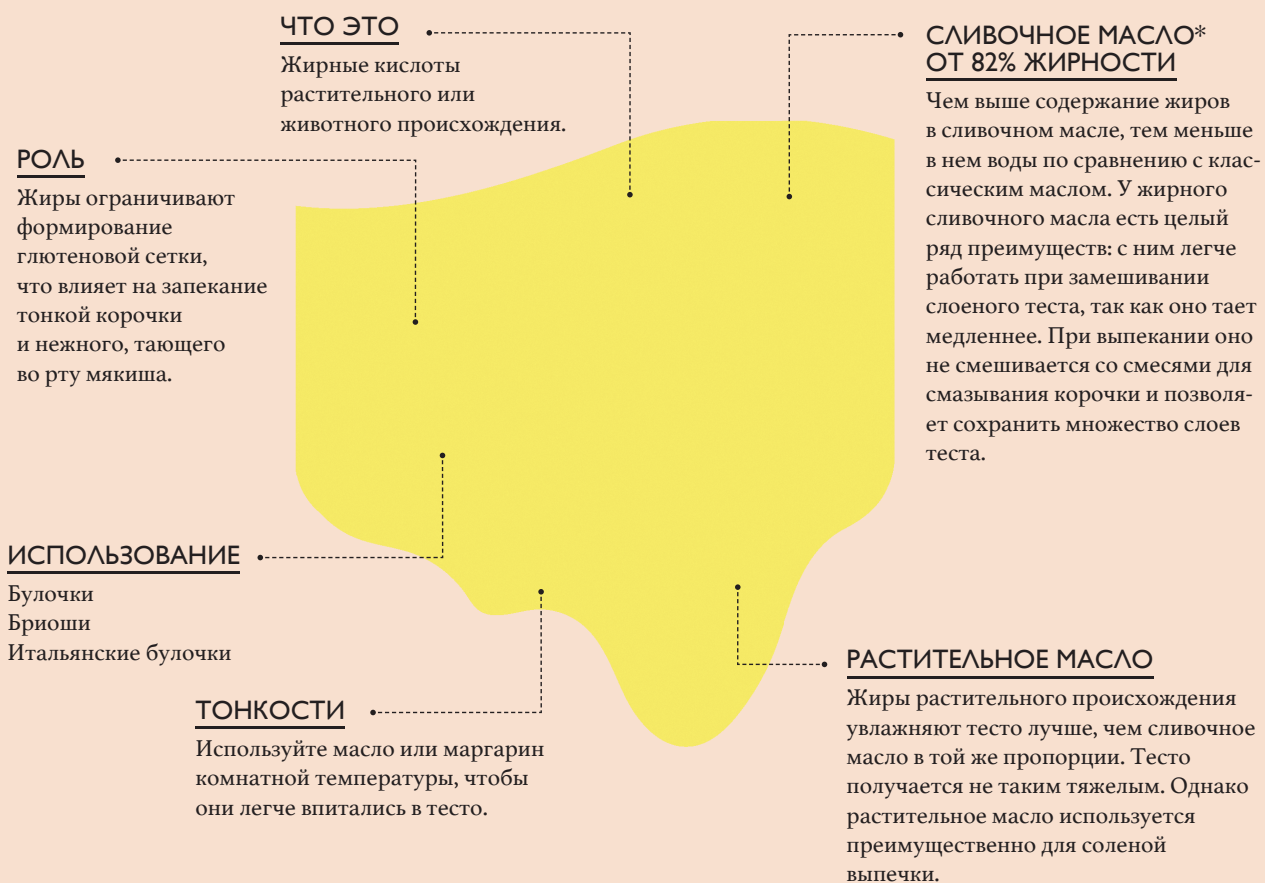 ЧТО ЭТО
Жирные кислоты
растительного или
животного происхождения.
СЛИВОЧНОЕ МАСЛО*
ОТ 82% ЖИРНОСТИ
Чем выше содержание жиров
в сливочном масле, тем меньше
в нем воды по сравнению с клас-
сическим маслом. У жирного
сливочного масла есть целый
ряд преимуществ: с ним легче
работать при замешивании
слоеного теста, так как оно тает
медленнее. При выпекании оно
не смешивается со смесями для
смазывания корочки и позволя-
ет сохранить множество слоев
теста.
РОЛЬ
Жиры ограничивают
формирование
глютеновой сетки,
что влияет на запекание
тонкой корочки
и нежного, тающего
во рту мякиша.
ИСПОЛЬЗОВАНИЕ
Булочки
Бриоши
Итальянские булочки
ТОНКОСТИ
Используйте масло или маргарин
комнатной температуры, чтобы
они легче впитались в тесто.
РАСТИТЕЛЬНОЕ МАСЛО
Жиры растительного происхождения
увлажняют тесто лучше, чем сливочное
масло в той же пропорции. Тесто
получается не таким тяжелым. Однако
растительное масло используется
преимущественно для соленой
выпечки.